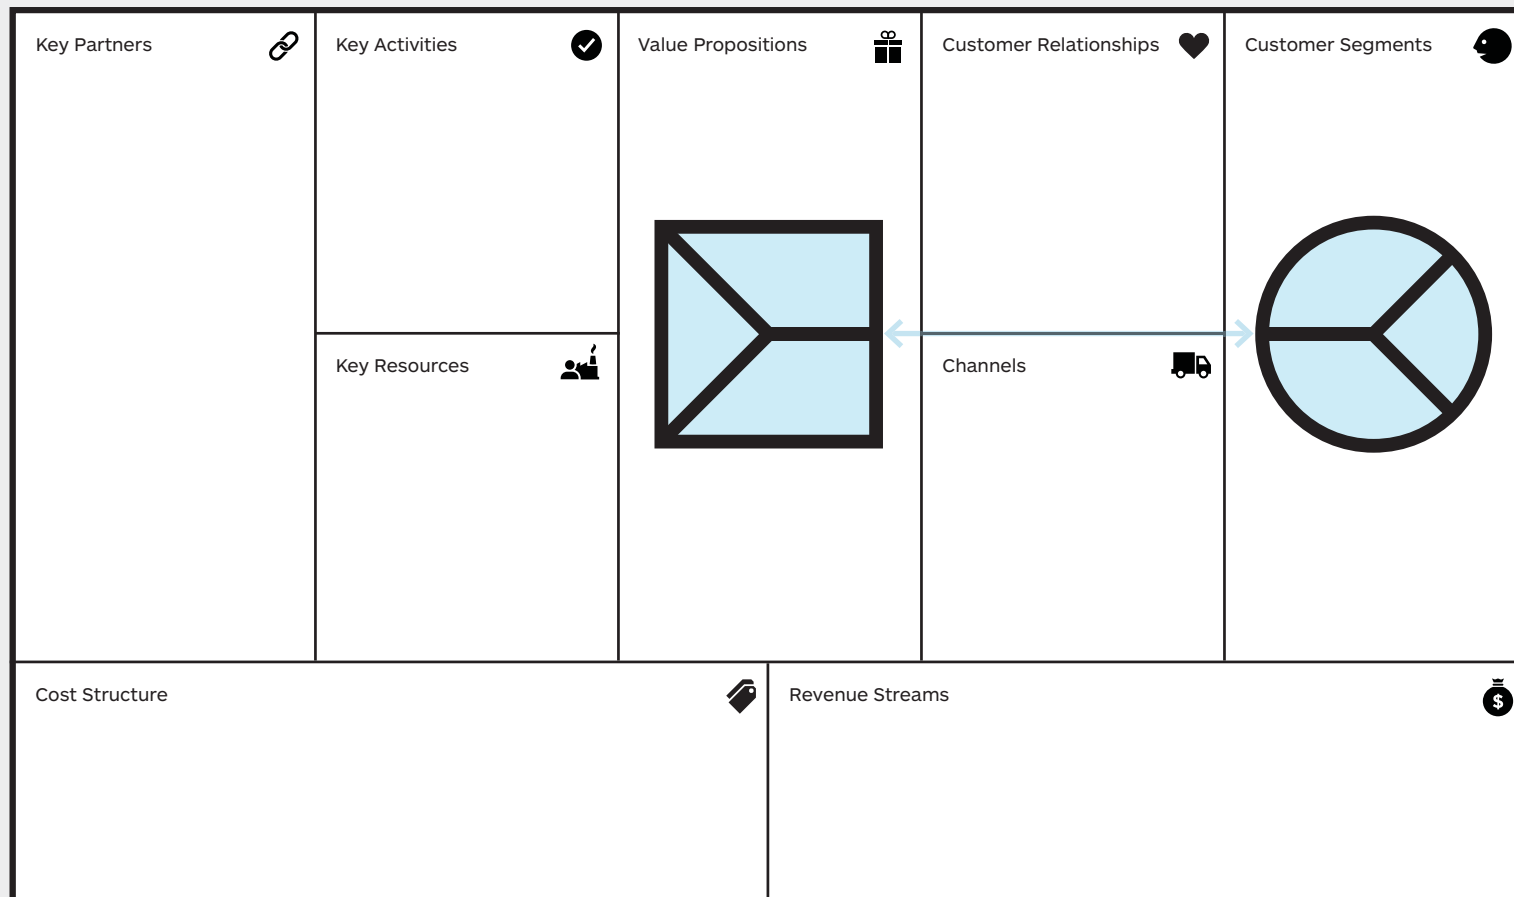 Key Partners
Key Activities
Value Propositions
Customer Relationships
Customer Segments
Key Resources
Channels
Cost Structure
Revenue Streams
$